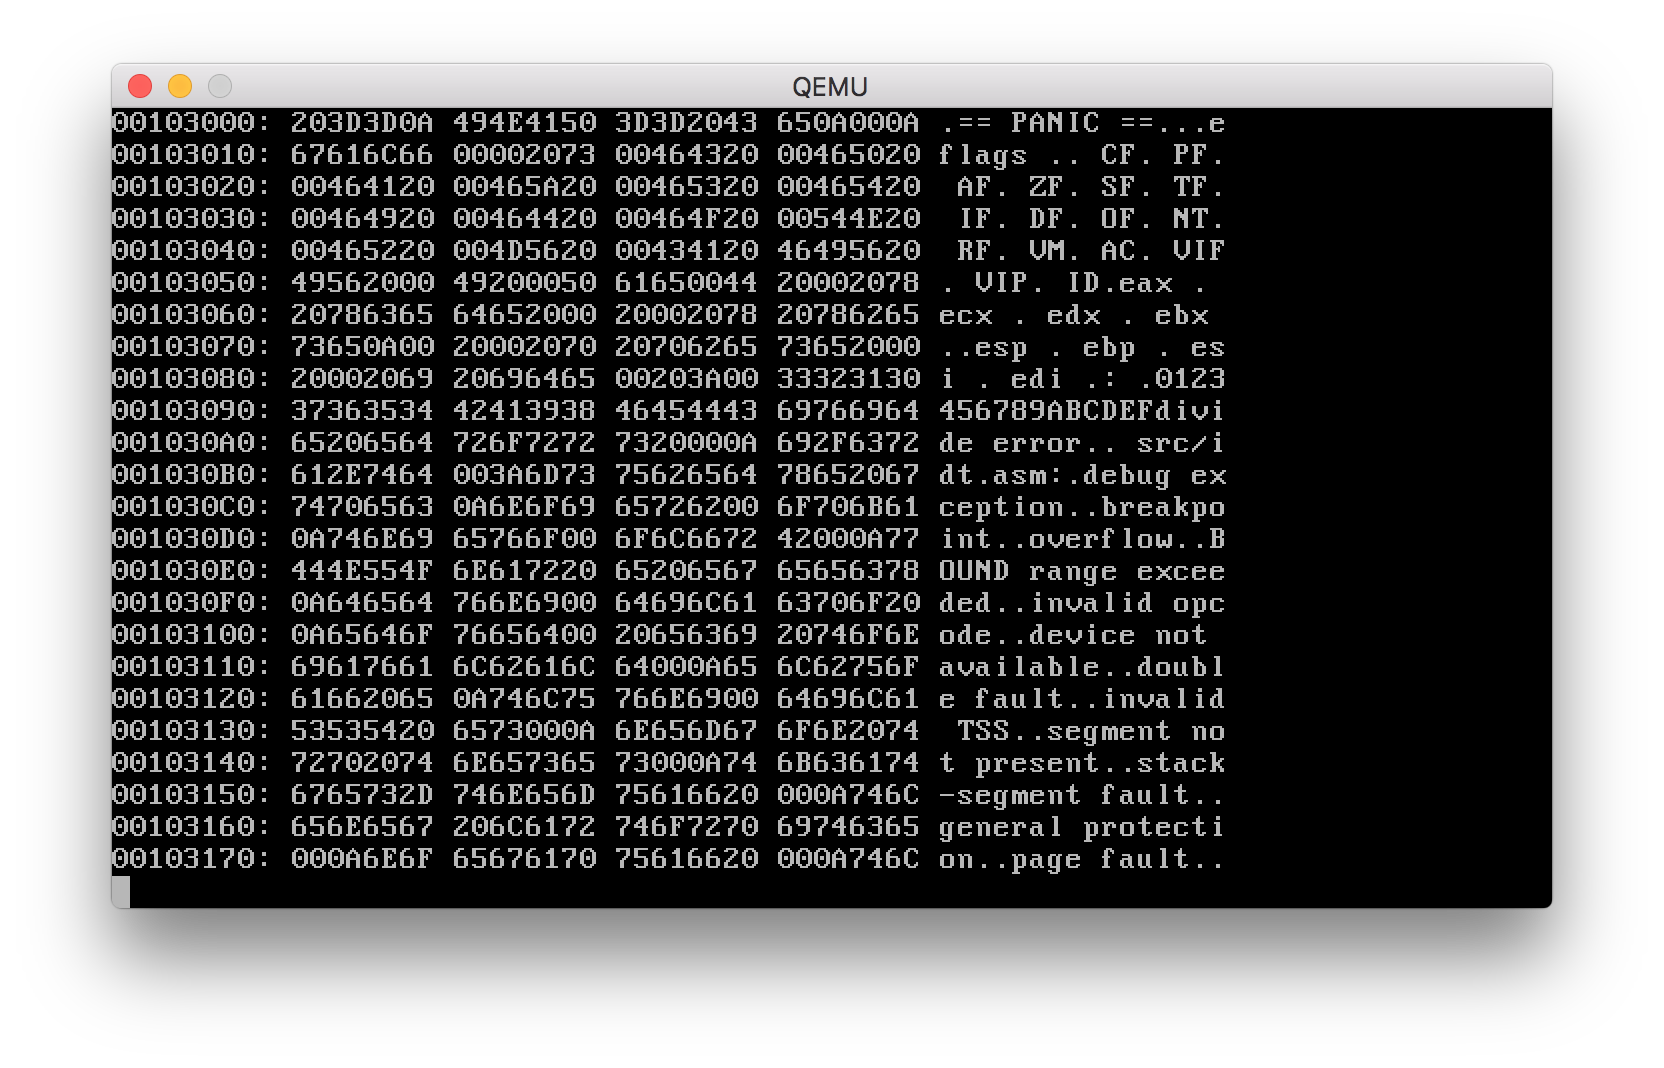 QEMU
00103000: 203D3D0A 494E4150 3D3D2043 650A000A .== PANIC ==...e
00103010: 67616C66 00002073 00464320 00465020 flags .. CF. PF.
00103020: 00464120 00465A20 00465320 00465420  AF. ZF. SF. TF.
00103030: 00464920 00464420 00464F20 00544E20  IF. DF. OF. NT.
00103040: 00465220 004D5620 00434120 46495620  RF. VM. AC. VIF
00103050: 49562000 49200050 61650044 20002078 . VIP. ID.eax . 
00103060: 20786365 64652000 20002078 20786265 ecx . edx . ebx 
00103070: 73650A00 20002070 20706265 73652000 ..esp . ebp . es
00103080: 20002069 20696465 00203A00 33323130 i . edi .: .0123
00103090: 37363534 42413938 46454443 69766964 456789ABCDEFdivi
001030A0: 65206564 726F7272 7320000A 692F6372 de error.. src/i
001030B0: 612E7464 003A6D73 75626564 78652067 dt.asm:.debug ex
001030C0: 74706563 0A6E6F69 65726200 6F706B61 ception..breakpo
001030D0: 0A746E69 65766F00 6F6C6672 42000A77 int..overflow..B
001030E0: 444E554F 6E617220 65206567 65656378 OUND range excee
001030F0: 0A646564 766E6900 64696C61 63706F20 ded..invalid opc
00103100: 0A65646F 76656400 20656369 20746F6E ode..device not 
00103110: 69617661 6C62616C 64000A65 6C62756F available..doubl
00103120: 61662065 0A746C75 766E6900 64696C61 e fault..invalid
00103130: 53535420 6573000A 6E656D67 6F6E2074  TSS..segment no
00103140: 72702074 6E657365 73000A74 6B636174 t present..stack
00103150: 6765732D 746E656D 75616620 000A746C -segment fault..
00103160: 656E6567 206C6172 746F7270 69746365 general protecti
00103170: 000A6E6F 65676170 75616620 000A746C on..page fault..